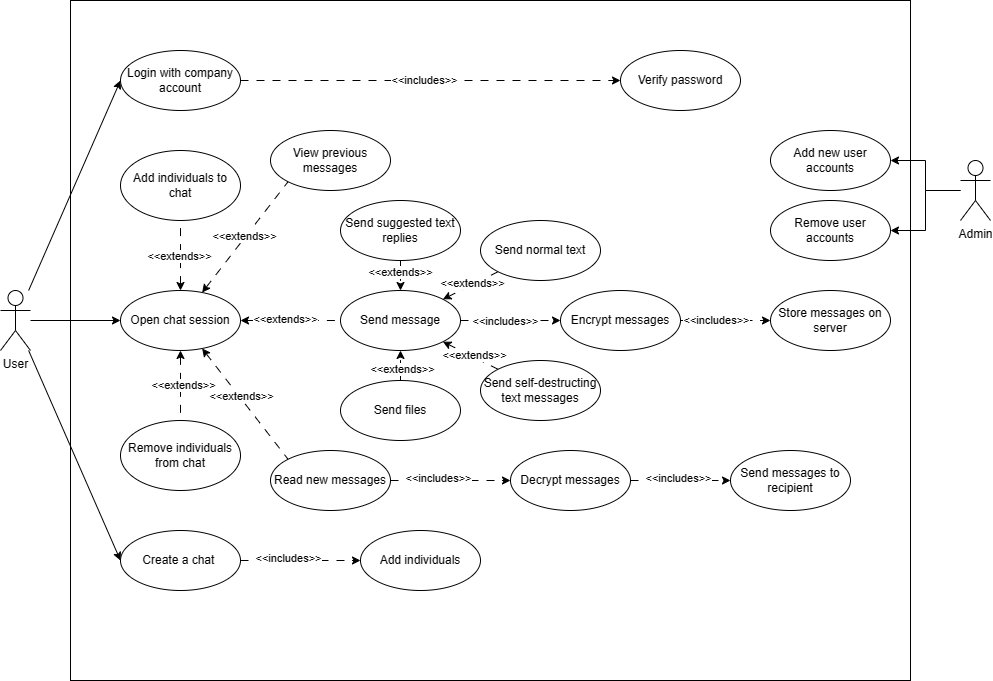 Login with company
account
<<includes>>
Verify password
View previous
messages
Add new user
accounts
Add individuals to
chat
Send suggested text
replies
Remove user
accounts
Admin
<<extends>>
Send normal text
<<extends>>
<<extends>>
<<extends>>
Open chat session
<<extends>>
Send message
<<includes>>
Encrypt messages
<<includes>>
Store messages on
server
User
<<extends>>
<<extends>>
<<extends>>
<<extends>>
Send self-destructing
text messages
Send files
Remove individuals
from chat
Read new messages
<<includes>>
Decrypt messages
<<includes>>
Send messages to
recipient
Create a chat
<<includes>>
Add individuals